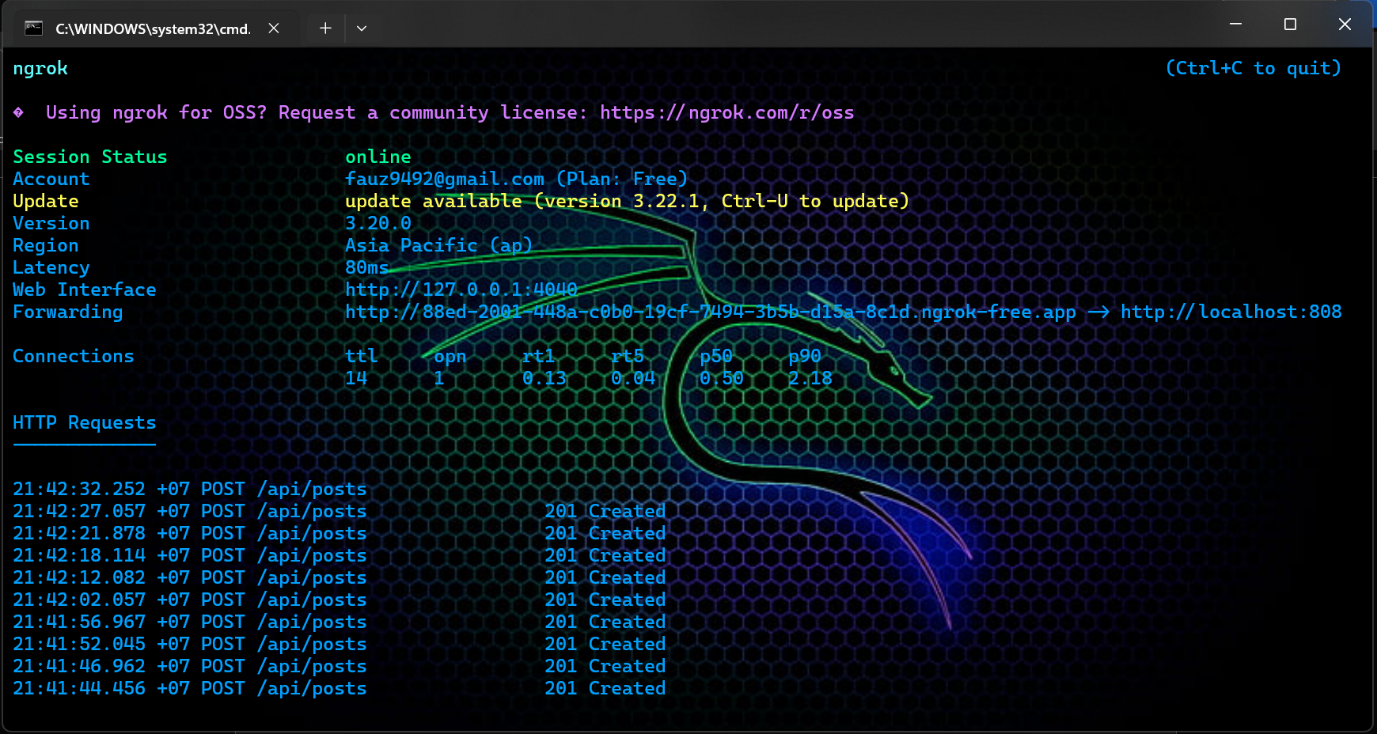 C:\WINDOWS\system32\cmd.
ngrok (Ctrl+C to quit)
� Using ngrok for OSS? Request a community license: https://ngrok.com/r/oss
Session Status online
Account fauz9492@gmail.com (Plan: Free)
Update update available (version 3.22.1, Ctrl-U to update)
Version 3.20.0
Region Asia Pacific (ap)
Latency 80ms
Web Interface http://127.0.0.1:4040
Forwarding http://88ed-2001-448a-c0b0-19cf-7494-3b5b-d15a-8c1d.ngrok-free.app -> http://localhost:808
Connections ttl opn rt1 rt5 p50 p90
14 1 0.13 0.04 0.50 2.18
HTTP Requests
21:42:32.252 +07 POST /api/posts
21:42:27.057 +07 POST /api/posts 201 Created
21:42:21.878 +07 POST /api/posts 201 Created
21:42:18.114 +07 POST /api/posts 201 Created
21:42:12.082 +07 POST /api/posts 201 Created
21:42:02.057 +07 POST /api/posts 201 Created
21:41:56.967 +07 POST /api/posts 201 Created
21:41:52.045 +07 POST /api/posts 201 Created
21:41:46.962 +07 POST /api/posts 201 Created
21:41:44.456 +07 POST /api/posts 201 Created